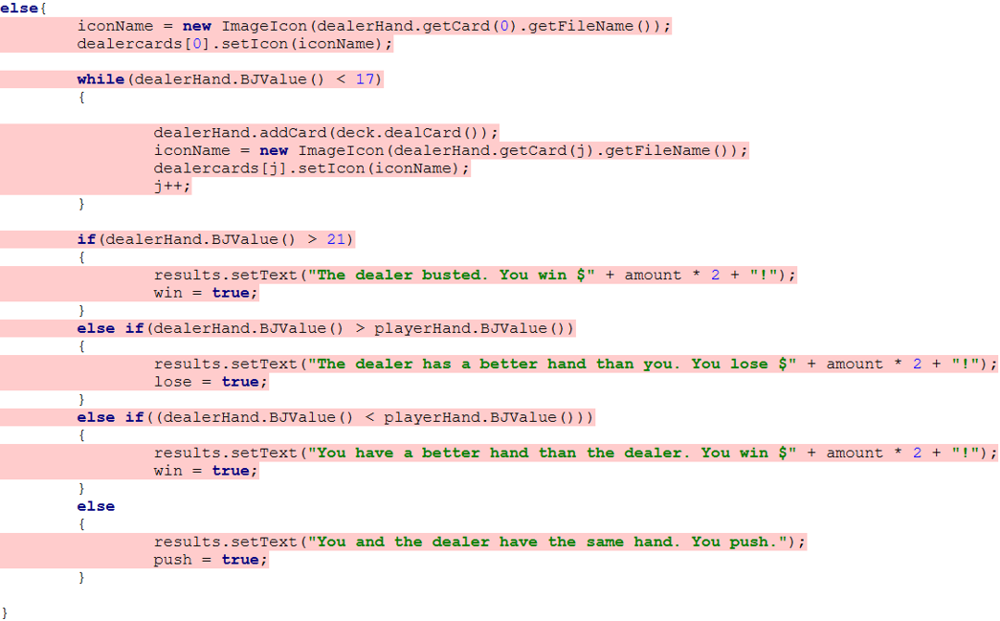 else{
iconName = new ImageIcon(dealerHand.getCard(0).getFileName());
dealercards[0].setIcon(iconName);
while(dealerHand.BJValue() < 17)
{
dealerHand.addCard(deck.dealCard());
iconName = new ImageIcon(dealerHand.getCard(j).getFileName());
dealercards[j].setIcon(iconName);
j++;
}
if(dealerHand.BJValue() > 21)
{
results.setText("The dealer busted. You win $" + amount * 2 + "!");
win = true;
}
else if(dealerHand.BJValue() > playerHand.BJValue())
{
results.setText("The dealer has a better hand than you. You lose $" + amount * 2 + "!");
lose = true;
}
else if((dealerHand.BJValue() < playerHand.BJValue()))
{
results.setText("You have a better hand than the dealer. You win $" + amount * 2 + "!");
win = true;
}
else
{
results.setText("You and the dealer have the same hand. You push.");
push = true;
}
}